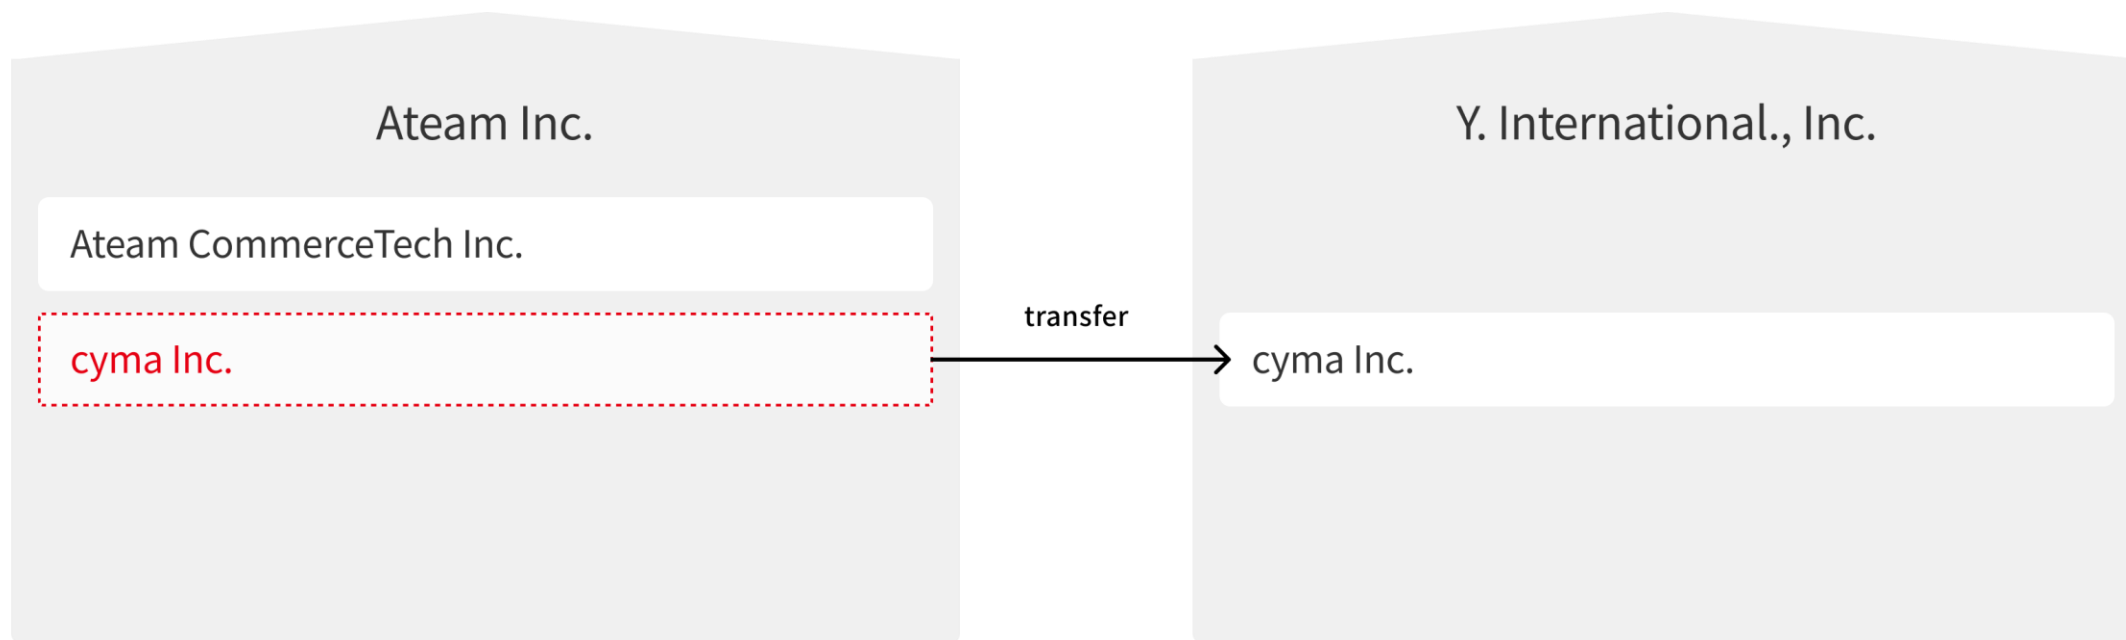 Ateam Inc.
Ateam CommerceTech Inc.
cyma Inc.
transfer
Y. International., Inc.
cyma Inc.